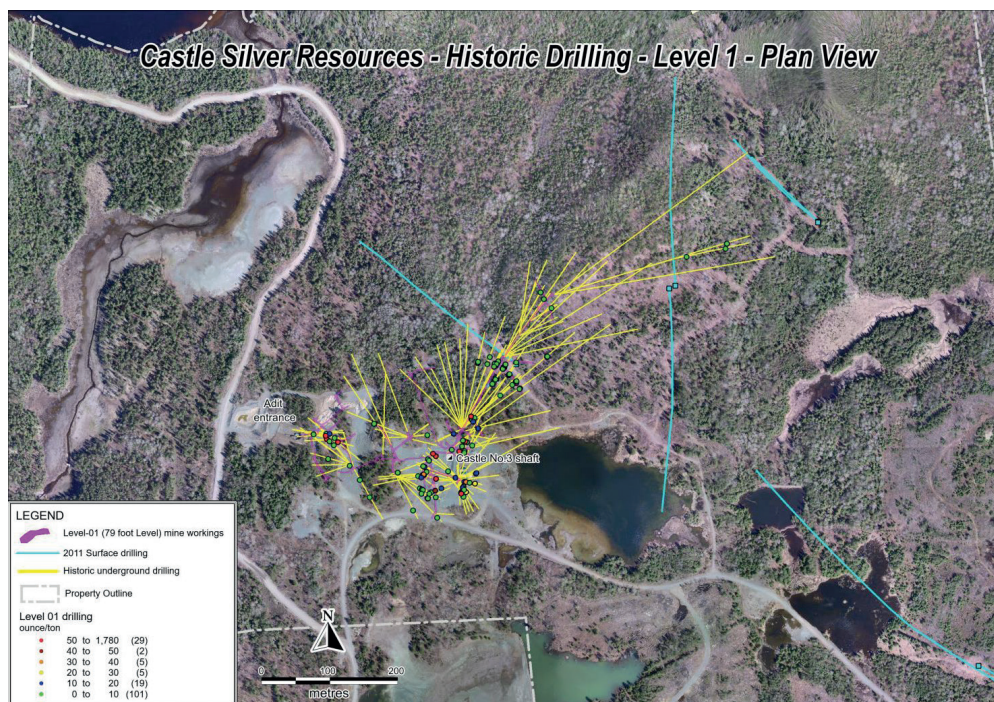 Castle Silver Resources - Historic Drilling - Level 1 - Plan View
Adit
entrance
Castle No.3 shaft
LEGEND
Level-01 (79 foot Level) mine workings
2011 Surface drilling
Historic underground drilling
Property Outline
Level 01 drilling
ounce/ton
50 to 1,780 (29)
40 to 50 (2)
30 to 40 (5)
20 to 30 (5)
10 to 20 (19)
0 to 10 (101)
N
0 100 200
metres